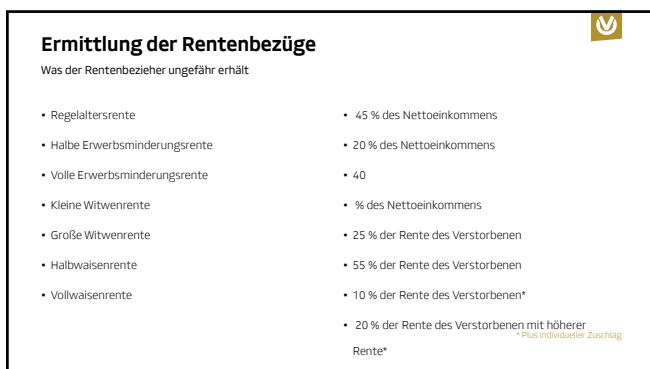 Ermittlung der Rentenbezüge
Was der Rentenbezieher ungefähr erhält
▪ Regelaltersrente
▪ Halbe Erwerbsminderungsrente
▪ Volle Erwerbsminderungsrente
▪ Kleine Witwenrente
▪ Große Witwenrente
▪ Halbwaisenrente
▪ Vollwaisenrente
▪ 45 % des Nettoeinkommens
▪ 20 % des Nettoeinkommens
▪ 40
▪ % des Nettoeinkommens
▪ 25 % der Rente des Verstorbenen
▪ 55 % der Rente des Verstorbenen
▪ 10 % der Rente des Verstorbenen*
▪ 20 % der Rente des Verstorbenen mit höherer
Rente*
* Plus individueller Zuschlag